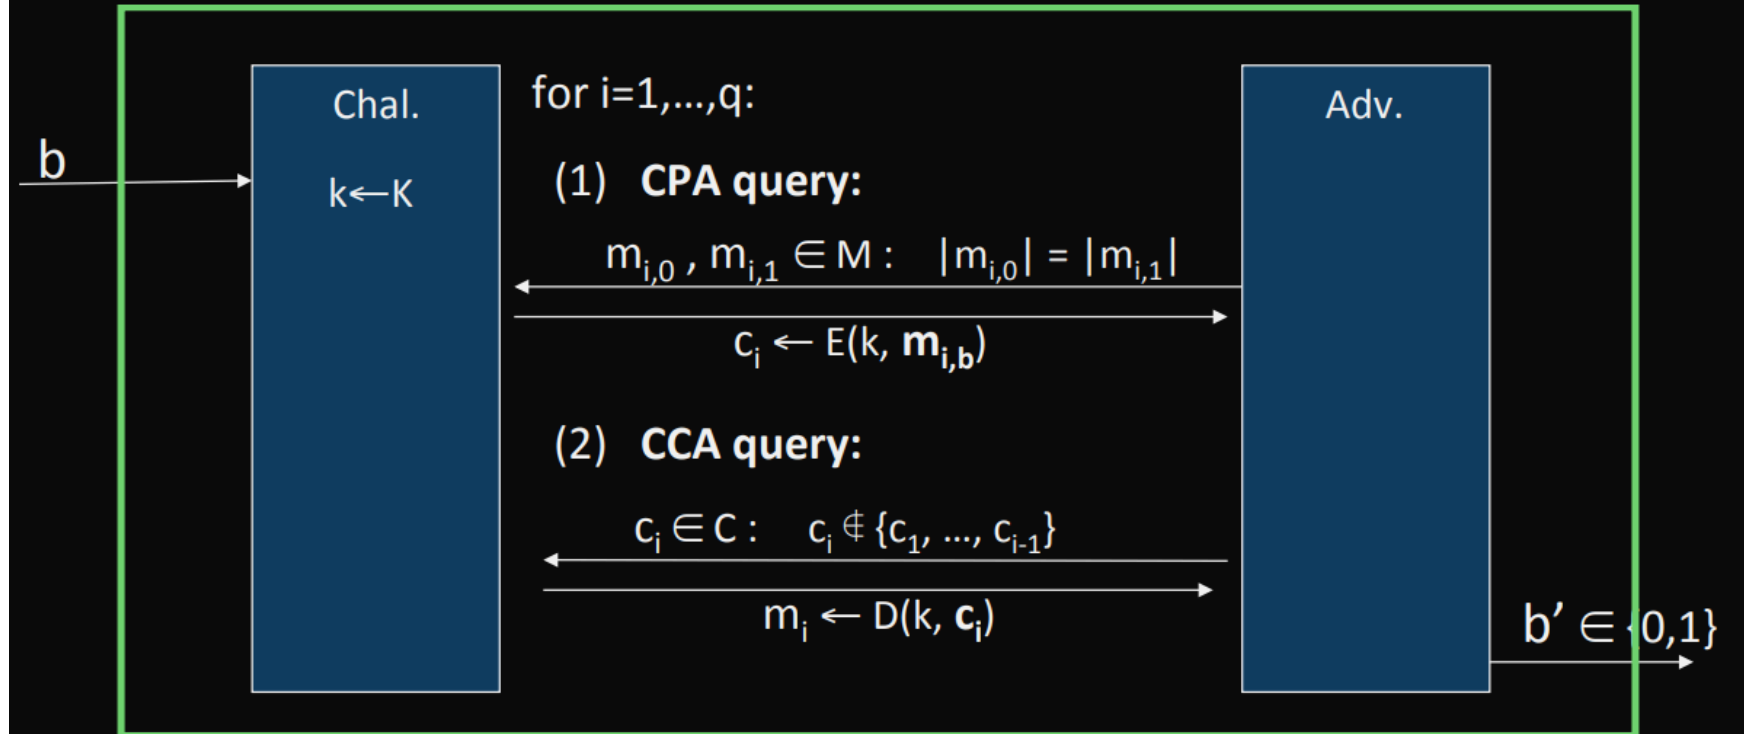 Chal.
for i=1,…,q:
Adv.
b
k←K
(1) CPA query:
m_{i,0} , m_{i,1} ∈ M : |m_{i,0}| = |m_{i,1}|
c_i ← E(k, m_{i,b})
(2) CCA query:
c_i ∈ C : c_i ∉ {c_1, …, c_{i-1}}
m_i ← D(k, c_i)
b’ ∈ {0,1}